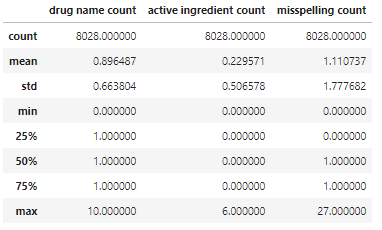 drug name count active ingredient count misspelling count
count 8028.000000 8028.000000 8028.000000
mean 0.896487 0.229571 1.110737
std 0.663804 0.506578 1.777682
min 0.000000 0.000000 0.000000
25% 1.000000 0.000000 0.000000
50% 1.000000 0.000000 1.000000
75% 1.000000 0.000000 1.000000
max 10.000000 6.000000 27.000000